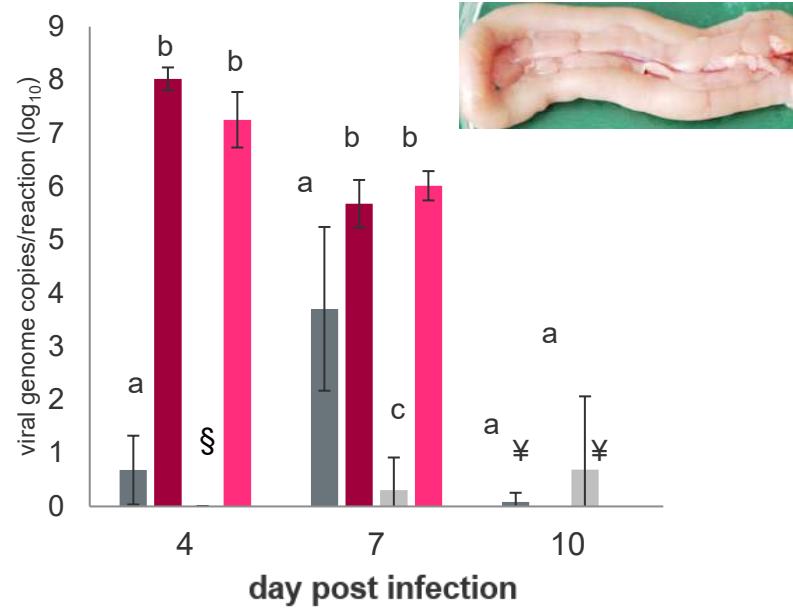 viral genome copies/reaction (log10)
9
8
7
6
5
4
3
2
1
0
a
b
§
b
a
b
c
b
a
¥
a
¥
4
7
10
day post infection